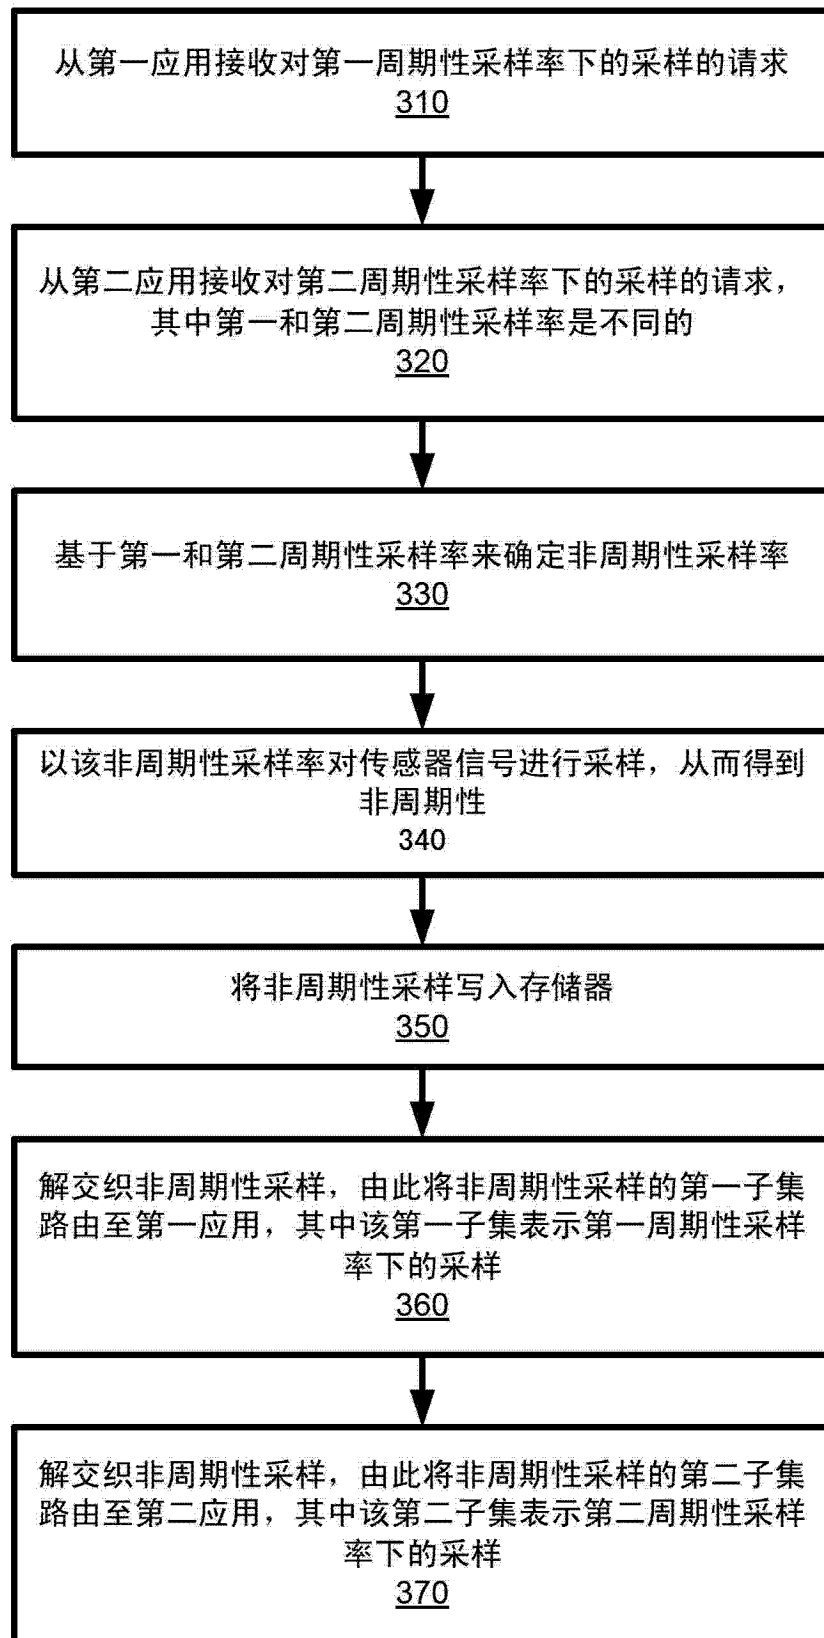 从第一应用接收对第一周期性采样率下的采样的请求
310
从第二应用接收对第二周期性采样率下的采样的请求，
其中第一和第二周期性采样率是不同的
320
基于第一和第二周期性采样率来确定非周期性采样率
330
以该非周期性采样率对传感器信号进行采样，从而得到
非周期性
340
将非周期性采样写入存储器
350
解交织非周期性采样，由此将非周期性采样的第一子集
路由至第一应用，其中该第一子集表示第一周期性采样
率下的采样
360
解交织非周期性采样，由此将非周期性采样的第二子集
路由至第二应用，其中该第二子集表示第二周期性采样
率下的采样
370